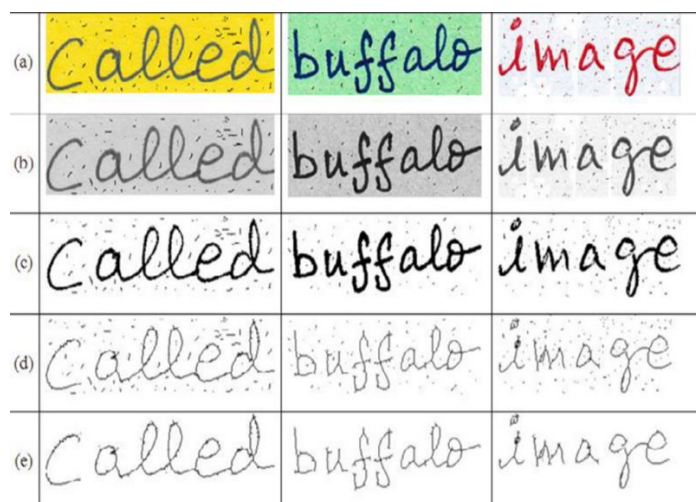 (a) called buffalo image
(b) called buffalo image
(c) called buffalo image
(d) called buffalo image
(e) called buffalo image